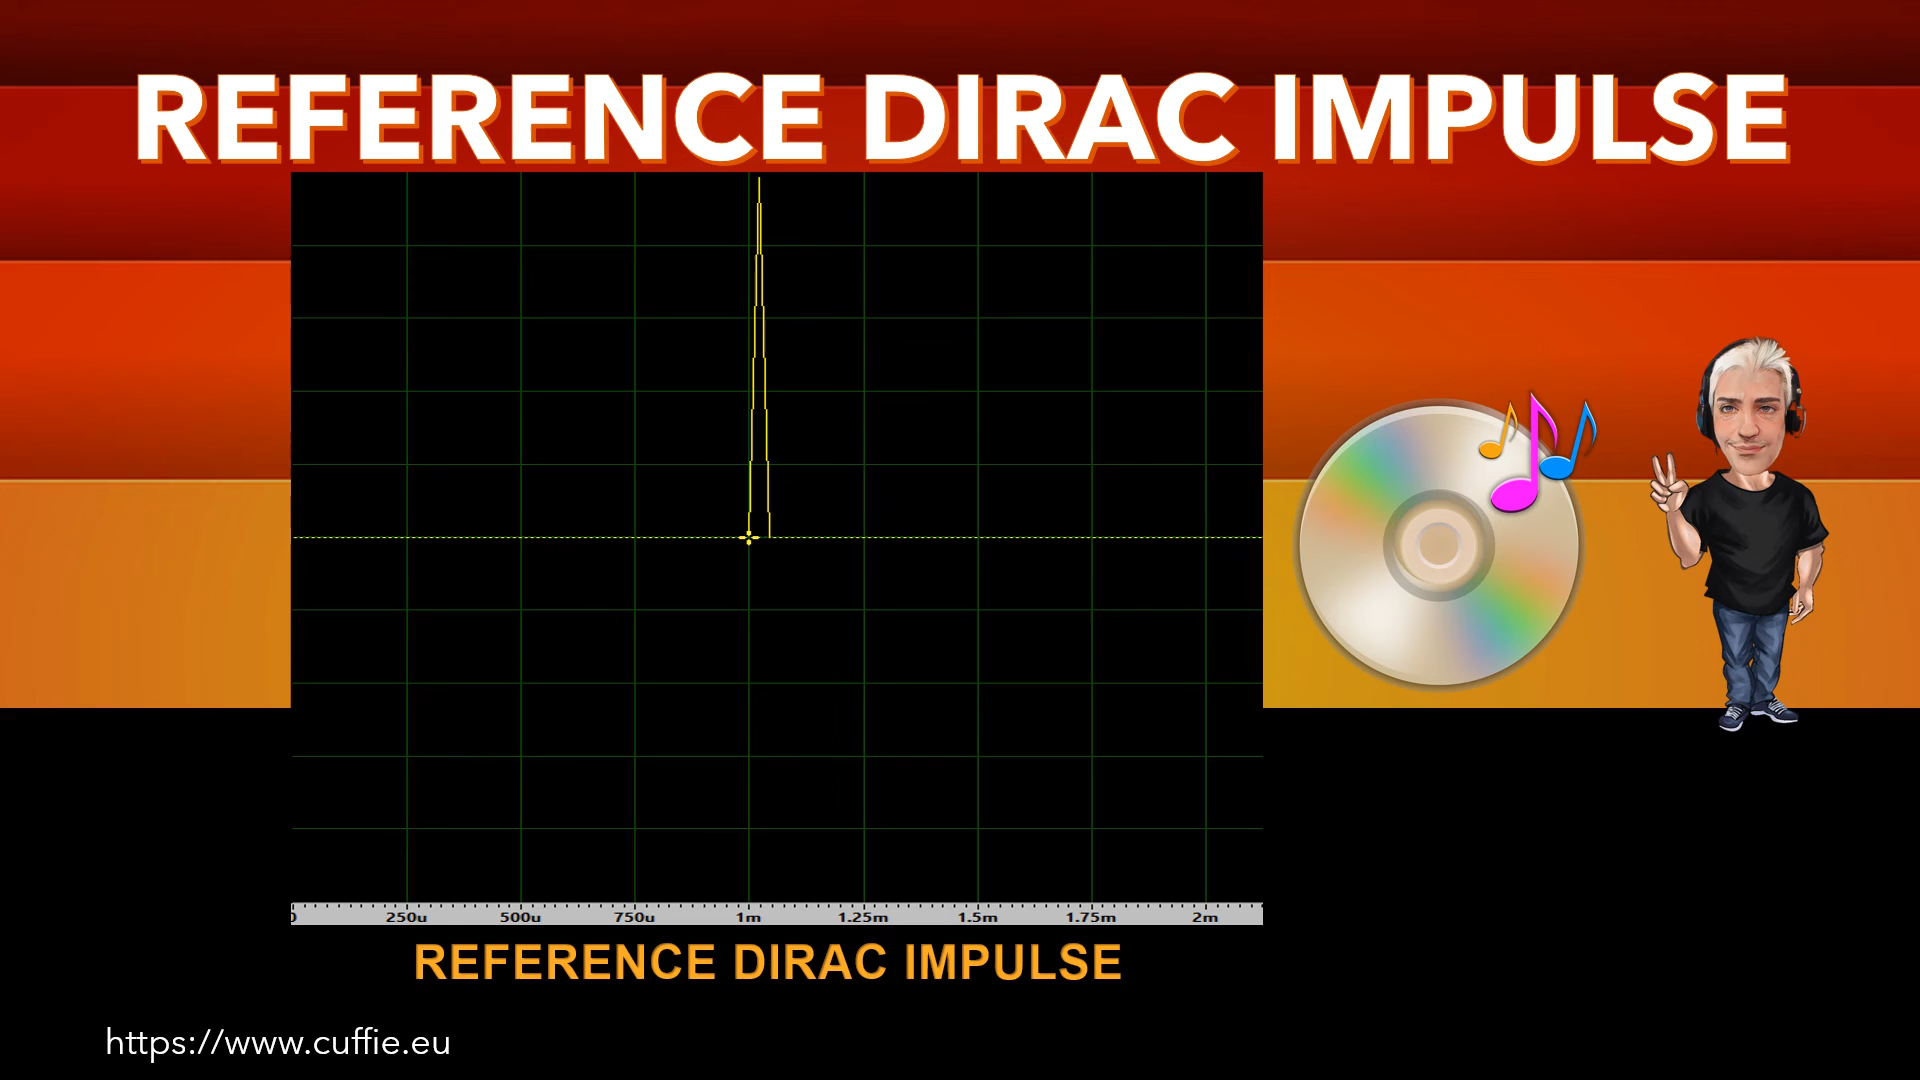 REFERENCE DIRAC IMPULSE
0 250u 500u 750u 1m 1.25m 1.5m 1.75m 2m
REFERENCE DIRAC IMPULSE
https://www.cuffie.eu